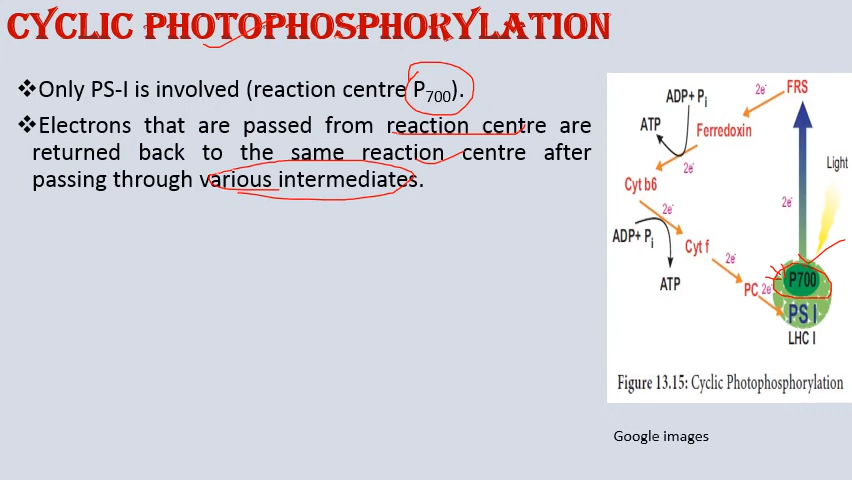 CYCLIC PHOTOPHOSPHORYLATION
❖Only PS-I is involved (reaction centre P700).
❖Electrons that are passed from reaction centre are
returned back to the same reaction centre after
passing through various intermediates.
FRS
2e-
ADP+ Pi
ATP
Ferredoxin
2e-
Light
Cyt b6
2e-
2e-
ADP+ Pi
Cyt f
2e-
ATP
P700
PC
2e-
PS I
LHC I
Figure 13.15: Cyclic Photophosphorylation
Google images